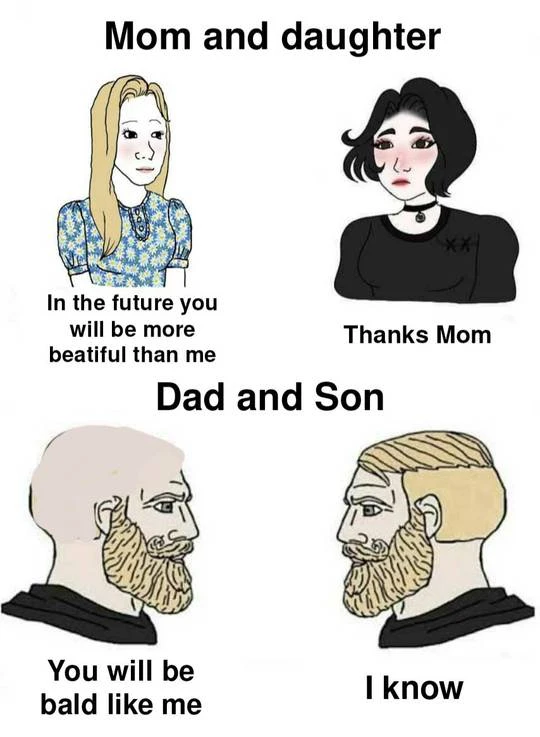 Mom and daughter
In the future you
will be more
beatiful than me
Thanks Mom
Dad and Son
You will be
bald like me
I know